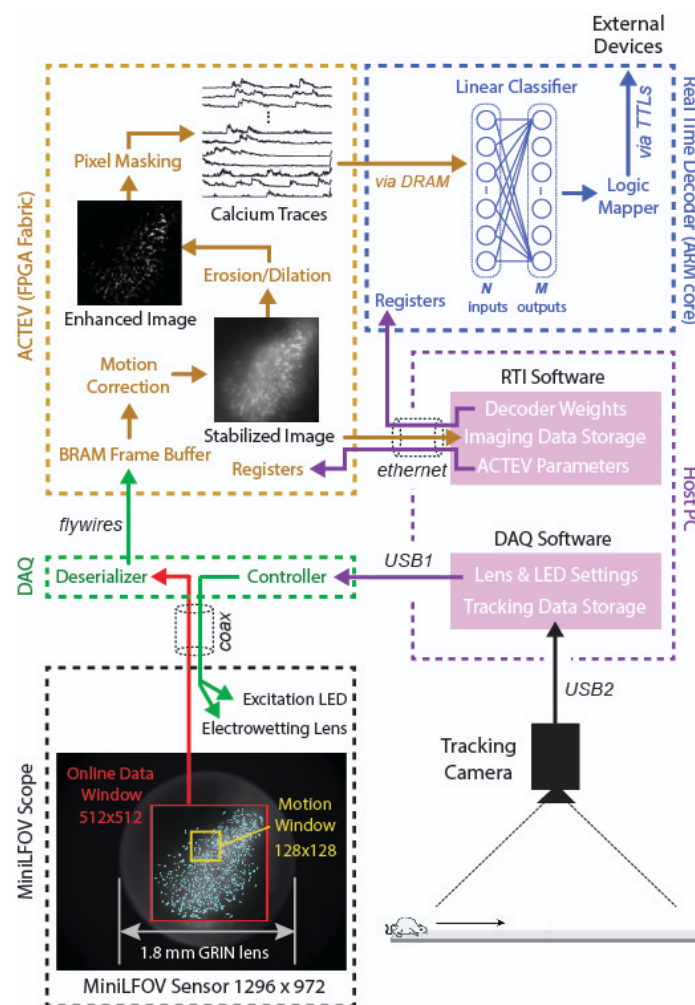 External
Devices
ACTEV (FPGA Fabric)
Pixel Masking
Calcium Traces
Enhanced Image
Erosion/Dilation
Motion
Correction
Stabilized Image
BRAM Frame Buffer
Registers
via DRAM
Real Time Decoder (ARM core)
Linear Classifier
via TTLs
Logic
Mapper
N
inputs
M
outputs
Registers
Host PC
RTI Software
Decoder Weights
Imaging Data Storage
ACTEV Parameters
ethernet
flywires
DAQ
Deserializer
Controller
USB1
DAQ Software
Lens & LED Settings
Tracking Data Storage
coax
USB2
MiniLFOV Scope
Excitation LED
Electrowetting Lens
Online Data
Window
512x512
Motion
Window
128x128
1.8 mm GRIN lens
MiniLFOV Sensor 1296 x 972
Tracking
Camera